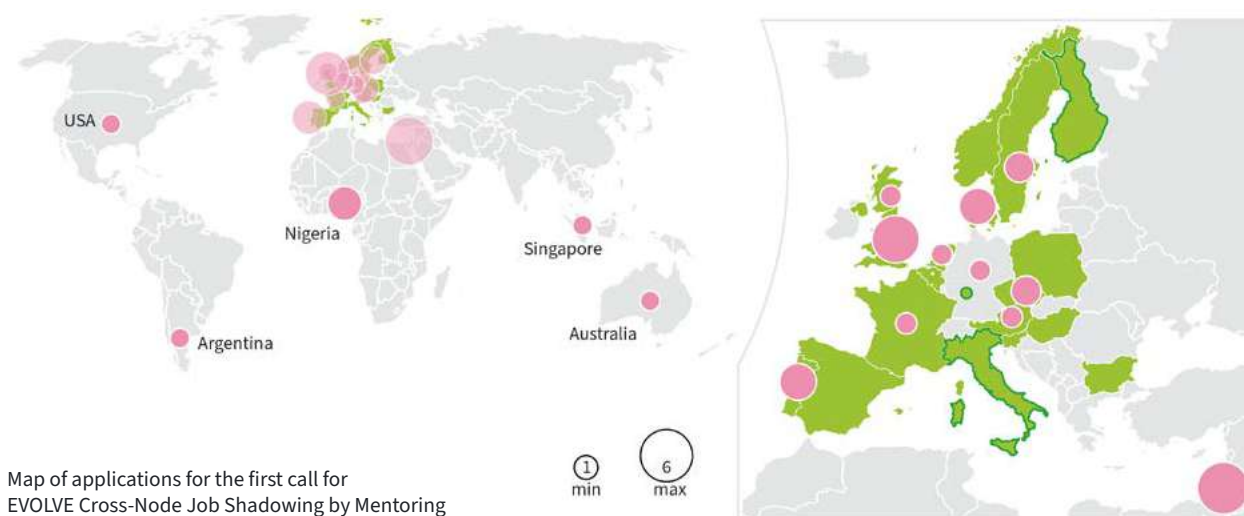 USA
Nigeria
Singapore
Australia
Argentina
1
min
6
max
Map of applications for the first call for
EVOLVE Cross-Node Job Shadowing by Mentoring